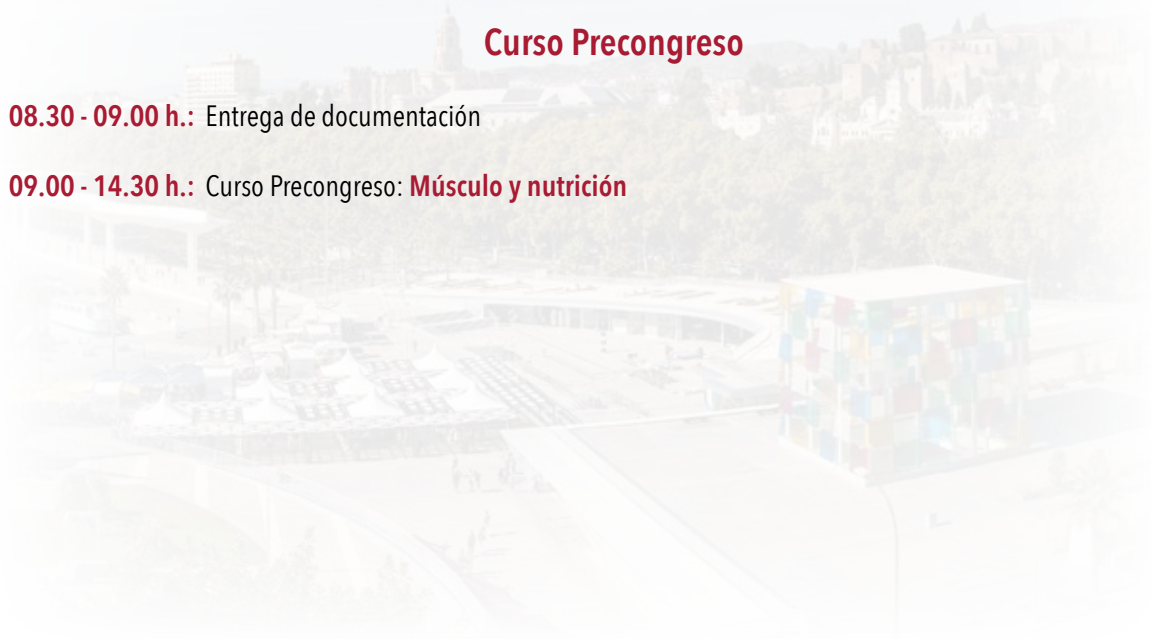 Curso Precongreso
08.30 - 09.00 h.: Entrega de documentación
09.00 - 14.30 h.: Curso Precongreso: Músculo y nutrición